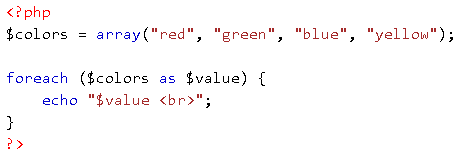 <?php
$colors = array("red", "green", "blue", "yellow");

foreach ($colors as $value) {
    echo "$value <br>";
}
?>